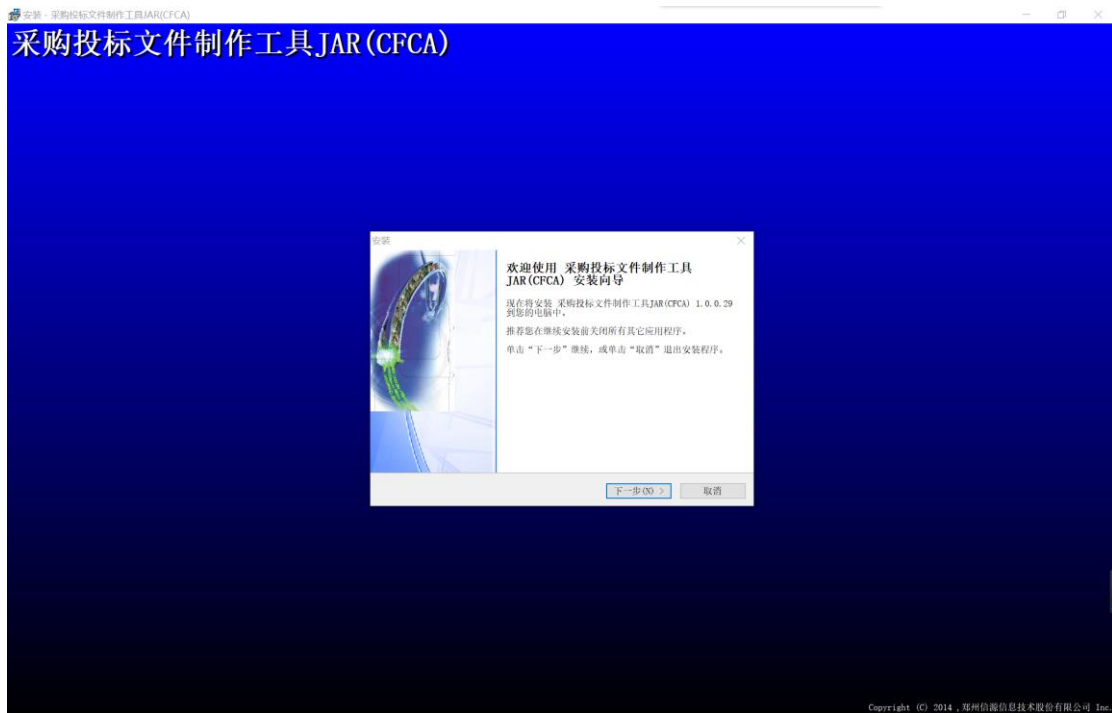 安装 - 采购投标文件制作工具JAR(CFCA)
采购投标文件制作工具JAR(CFCA)
安装
欢迎使用 采购投标文件制作工具
JAR(CFCA) 安装向导
现在将安装 采购投标文件制作工具JAR(CFCA) 1.0.0.29
到您的电脑中。
推荐您在继续安装前关闭所有其它应用程序。
单击“下一步”继续，或单击“取消”退出安装程序。
下一步(N) >
取消
Copyright (C) 2014 ,郑州信源信息技术股份有限公司 Inc.